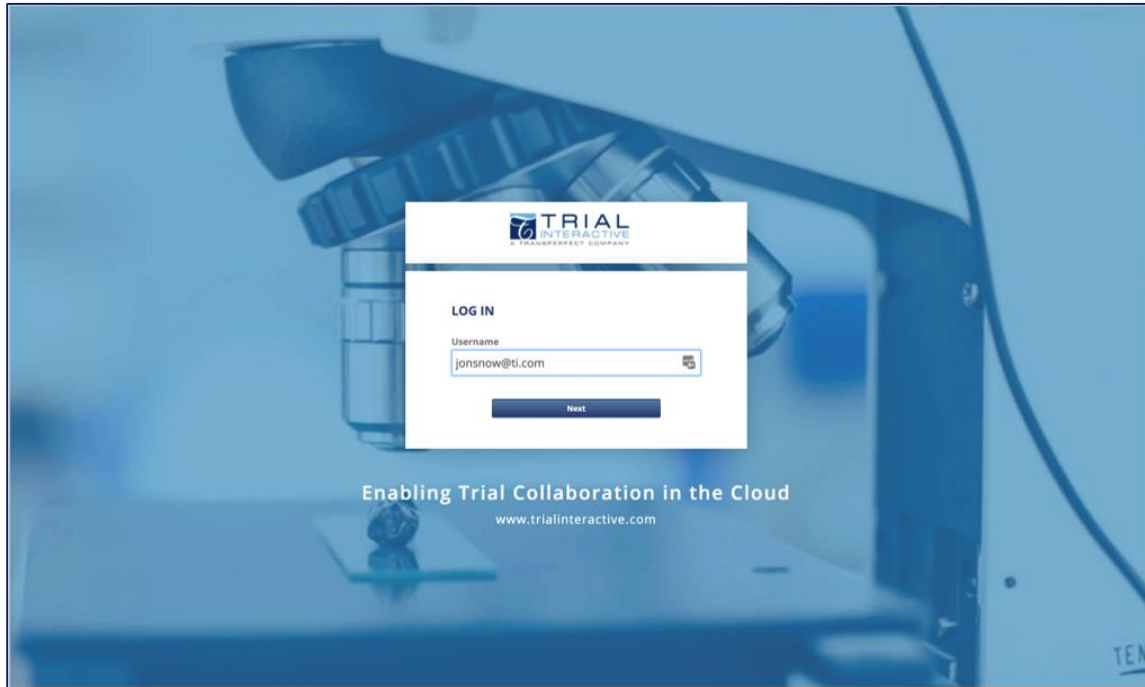 TRIAL
INTERACTIVE
A TRANSPERFECT COMPANY
LOG IN
Username
jonsnow@ti.com
Next
Enabling Trial Collaboration in the Cloud
www.trialinteractive.com